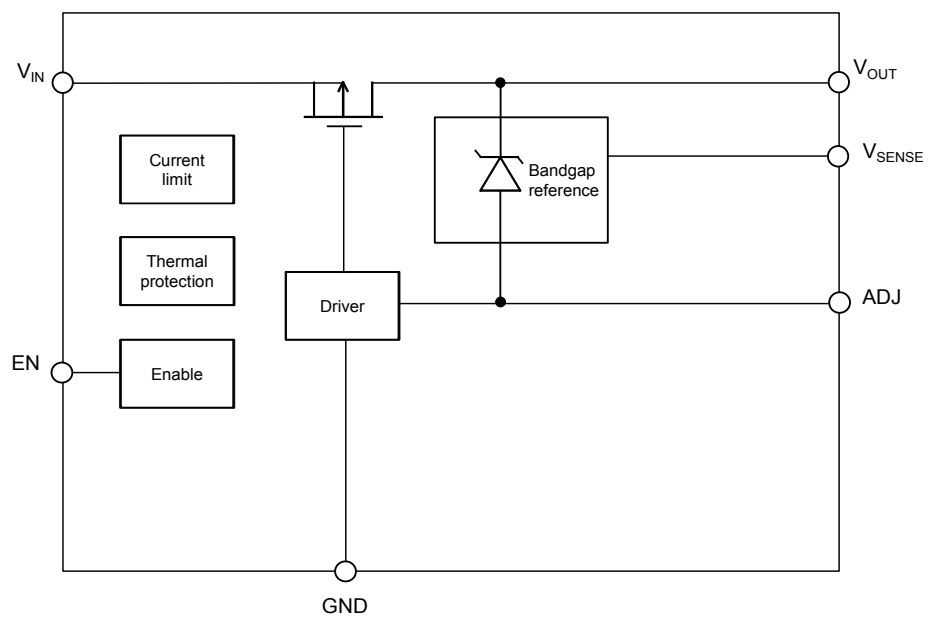 V_IN
V_OUT
Current
limit
Bandgap
reference
V_SENSE
Thermal
protection
Driver
ADJ
EN
Enable
GND